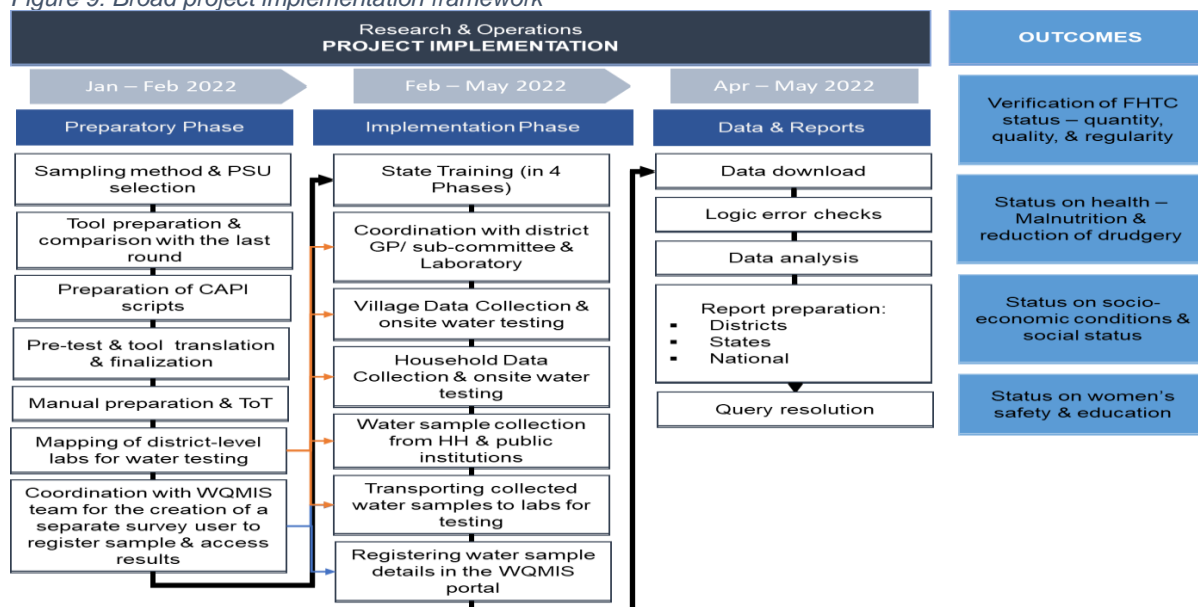 Figure 9: Broad project implementation framework
Research & Operations
PROJECT IMPLEMENTATION
Jan – Feb 2022
Preparatory Phase
Sampling method & PSU
selection
Tool preparation &
comparison with the last
round
Preparation of CAPI
scripts
Pre-test & tool translation
& finalization
Manual preparation & ToT
Mapping of district-level
labs for water testing
Coordination with WQMIS
team for the creation of a
separate survey user to
register sample & access
results
Feb – May 2022
Implementation Phase
State Training (in 4
Phases)
Coordination with district
GP/ sub-committee &
Laboratory
Village Data Collection &
onsite water testing
Household Data
Collection & onsite water
testing
Water sample collection
from HH & public
institutions
Transporting collected
water samples to labs for
testing
Registering water sample
details in the WQMIS
portal
Apr – May 2022
Data & Reports
Data download
Logic error checks
Data analysis
Report preparation:
▪ Districts
▪ States
▪ National
Query resolution
OUTCOMES
Verification of FHTC
status – quantity,
quality, & regularity
Status on health –
Malnutrition &
reduction of drudgery
Status on socio-
economic conditions &
social status
Status on women's
safety & education